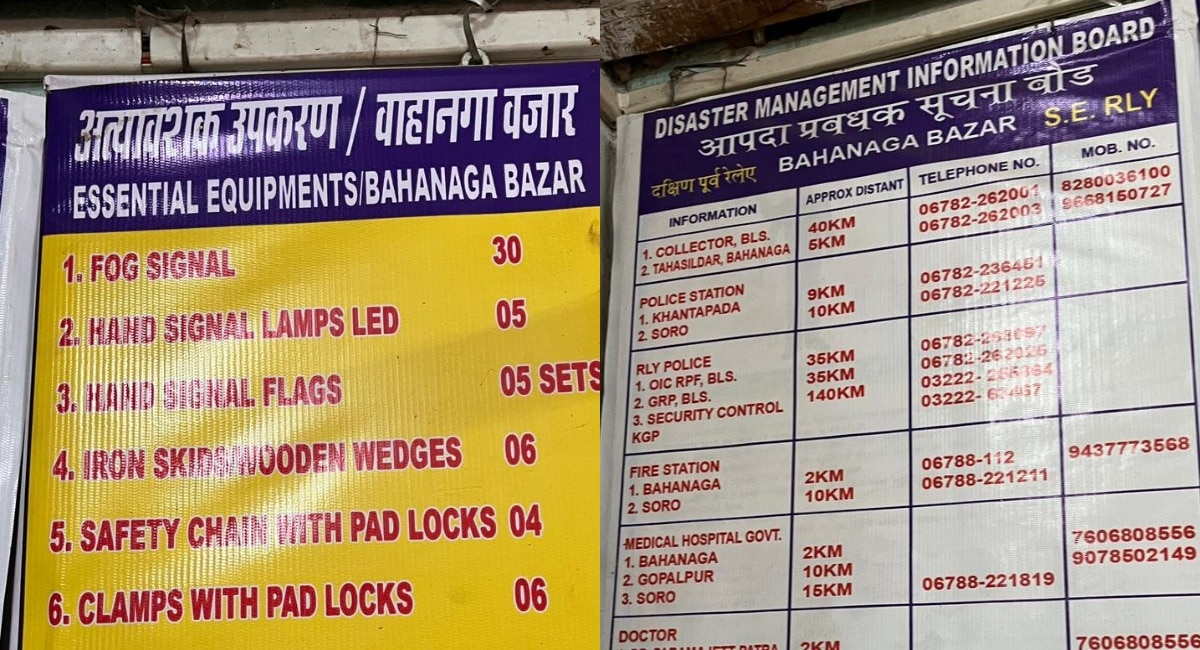 अत्यावशक उपकरण / वाहानगा वजार
ESSENTIAL EQUIPMENTS/BAHANAGA BAZAR
1. FOG SIGNAL 30
2. HAND SIGNAL LAMPS LED 05
3. HAND SIGNAL FLAGS 05 SETS
4. IRON SKIDS/WOODEN WEDGES 06
5. SAFETY CHAIN WITH PAD LOCKS 04
6. CLAMPS WITH PAD LOCKS 06
DISASTER MANAGEMENT INFORMATION BOARD
आपदा प्रबधक सूचना बोड
दक्षिण पूर्व रेलए BAHANAGA BAZAR S.E. RLY
INFORMATION APPROX DISTANT TELEPHONE NO. MOB. NO.
1. COLLECTOR, BLS. 40KM 06782-262001 8280036100
2. TAHASILDAR, BAHANAGA 5KM 06782-262003 9668150727
POLICE STATION
1. KHANTAPADA 9KM 06782-236451
2. SORO 10KM 06782-221225
RLY POLICE
1. OIC RPF, BLS. 35KM
2. GRP, BLS. 35KM 06782-262026
3. SECURITY CONTROL 140KM 03222-
KGP 03222-
FIRE STATION
1. BAHANAGA 2KM 06788-112 9437773568
2. SORO 10KM 06788-221211
MEDICAL HOSPITAL GOVT.
1. BAHANAGA 2KM 7606808556
2. GOPALPUR 10KM 9078502149
3. SORO 15KM 06788-221819
DOCTOR
2KM 7606808556